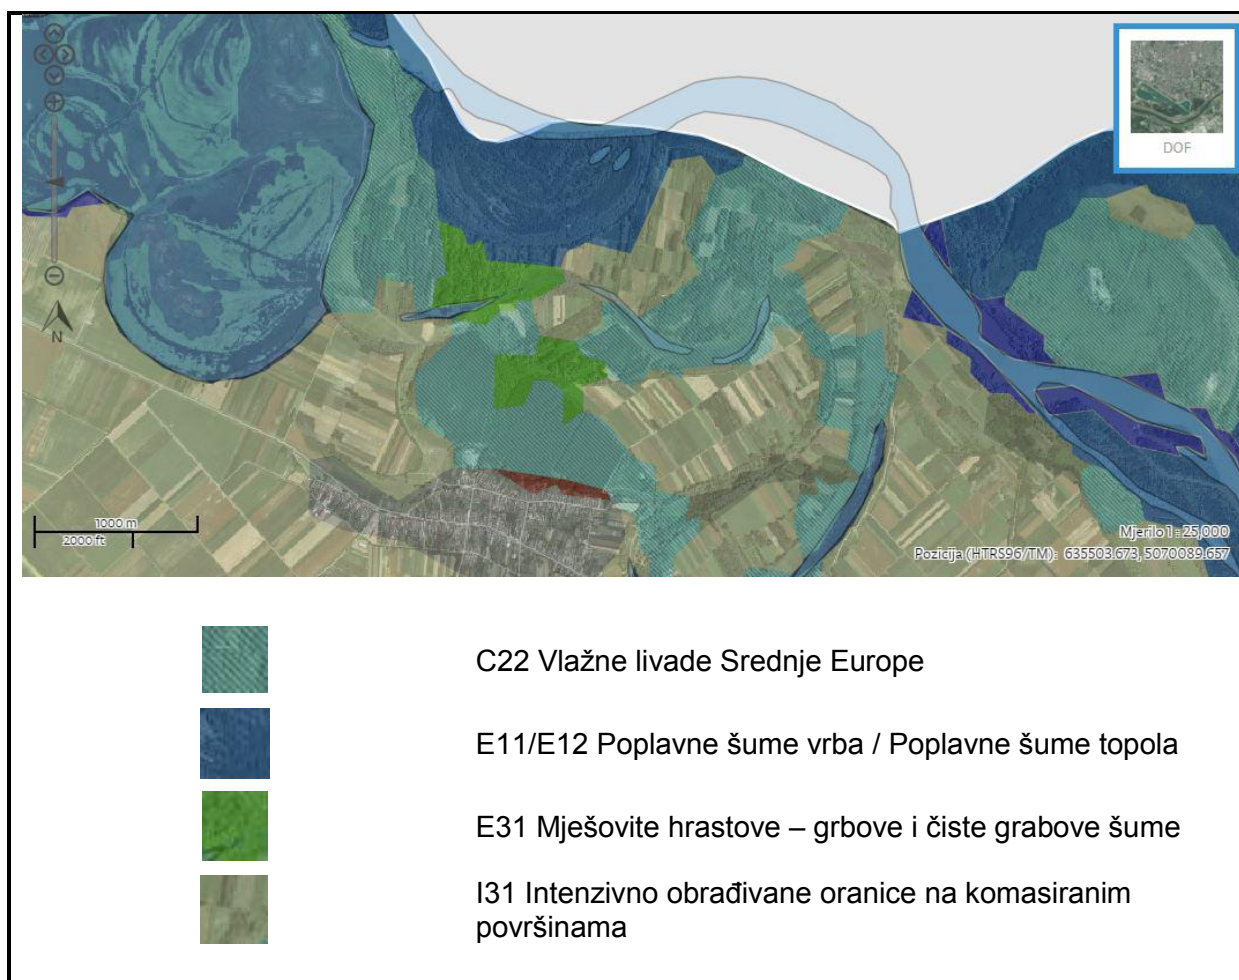 DOF
N
1000 m
2000 ft
Mjerilo 1 : 25,000
Pozicija (HTRS96/TM): 635503.673, 5070089.657
C22 Vlažne livade Srednje Europe
E11/E12 Poplavne šume vrba / Poplavne šume topola
E31 Mješovite hrastove – grbove i čiste grabove šume
I31 Intenzivno obrađivane oranice na komasiranim
površinama